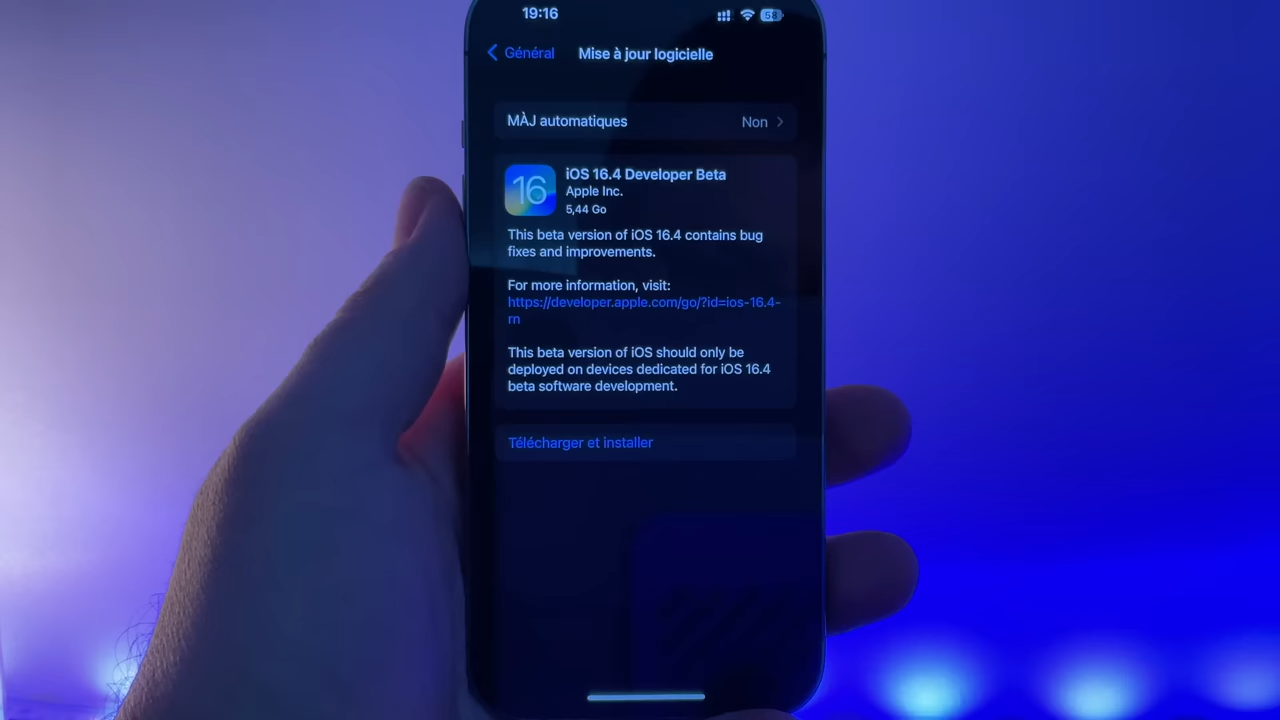 19:16
58
Général
Mise à jour logicielle
MÀJ automatiques
Non
16
iOS 16.4 Developer Beta
Apple Inc.
5,44 Go
This beta version of iOS 16.4 contains bug
fixes and improvements.
For more information, visit:
https://developer.apple.com/go/?id=ios-16.4-
rn
This beta version of iOS should only be
deployed on devices dedicated for iOS 16.4
beta software development.
Télécharger et installer